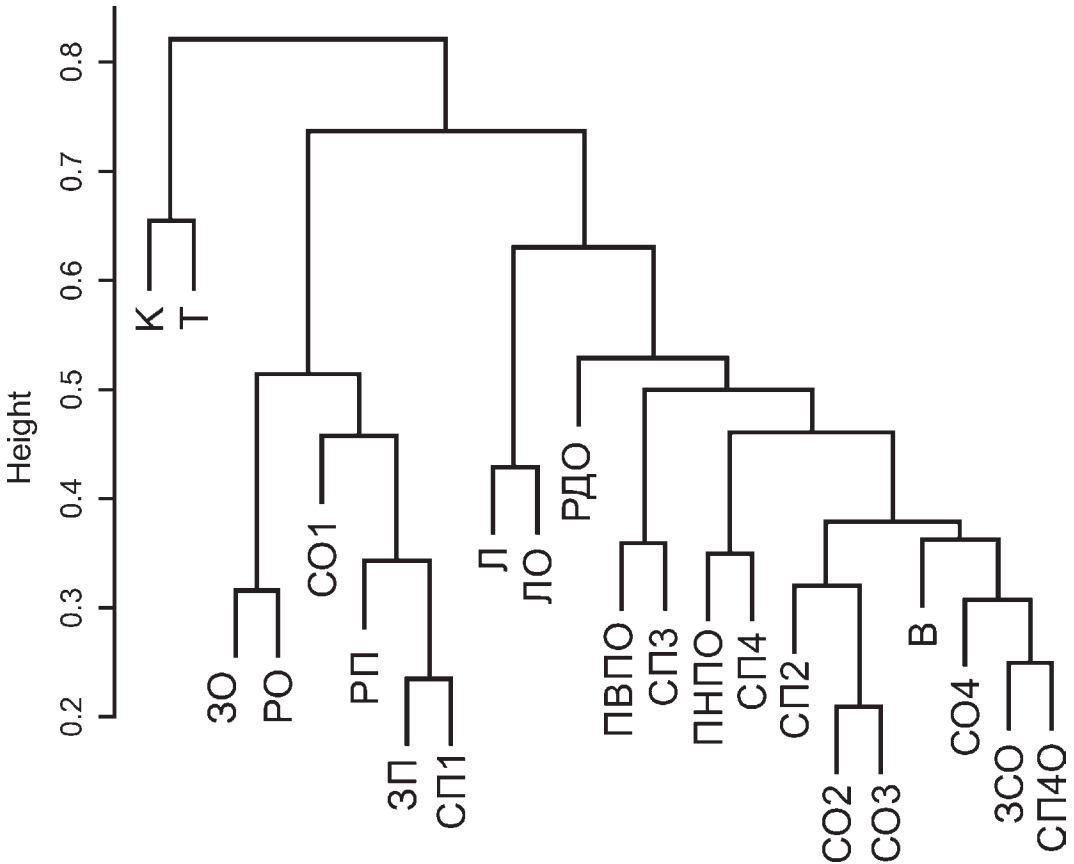 Height
0.8
0.7
0.6
0.5
0.4
0.3
0.2
К
Т
ЗО
РО
СО1
РП
ЗП
СП1
Л
ЛО
РДО
ПВПО
СП3
ПНПО
СП4
СП2
СО2
СО3
В
СО4
ЗСО
СП4О